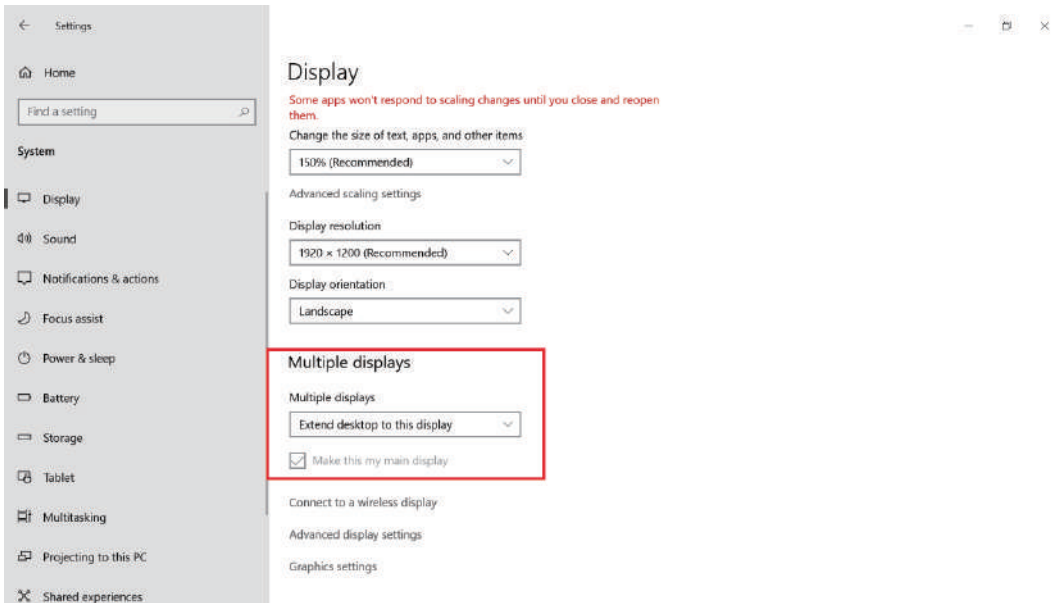 Settings
Home
Find a setting
System
Display
Sound
Notifications & actions
Focus assist
Power & sleep
Battery
Storage
Tablet
Multitasking
Projecting to this PC
Shared experiences
Display
Some apps won't respond to scaling changes until you close and reopen
them.
Change the size of text, apps, and other items
150% (Recommended)
Advanced scaling settings
Display resolution
1920 × 1200 (Recommended)
Display orientation
Landscape
Multiple displays
Multiple displays
Extend desktop to this display
Make this my main display
Connect to a wireless display
Advanced display settings
Graphics settings